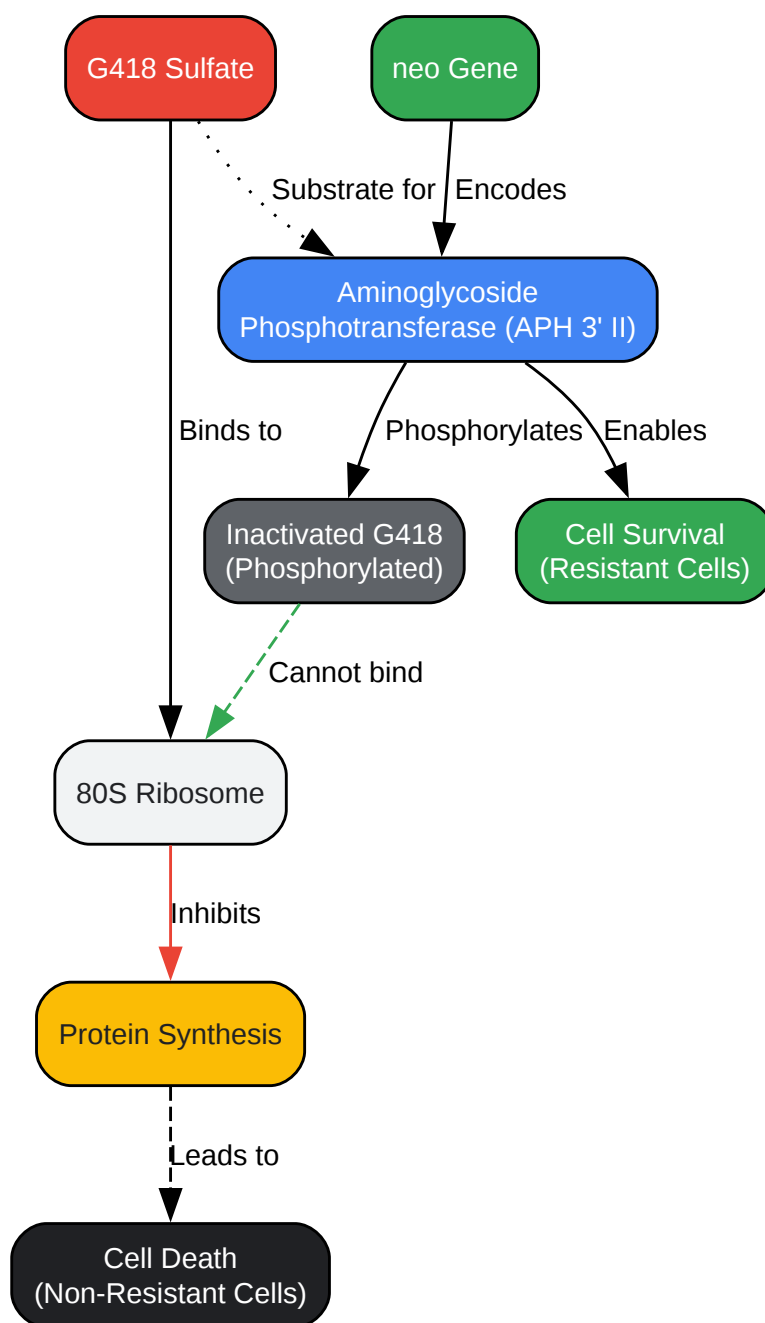 G418 Sulfate
neo Gene
Substrate for
Encodes
Aminoglycoside
Phosphotransferase (APH 3' II)
Binds to
Phosphorylates
Enables
Inactivated G418
(Phosphorylated)
Cell Survival
(Resistant Cells)
Cannot bind
80S Ribosome
Inhibits
Protein Synthesis
Leads to
Cell Death
(Non-Resistant Cells)